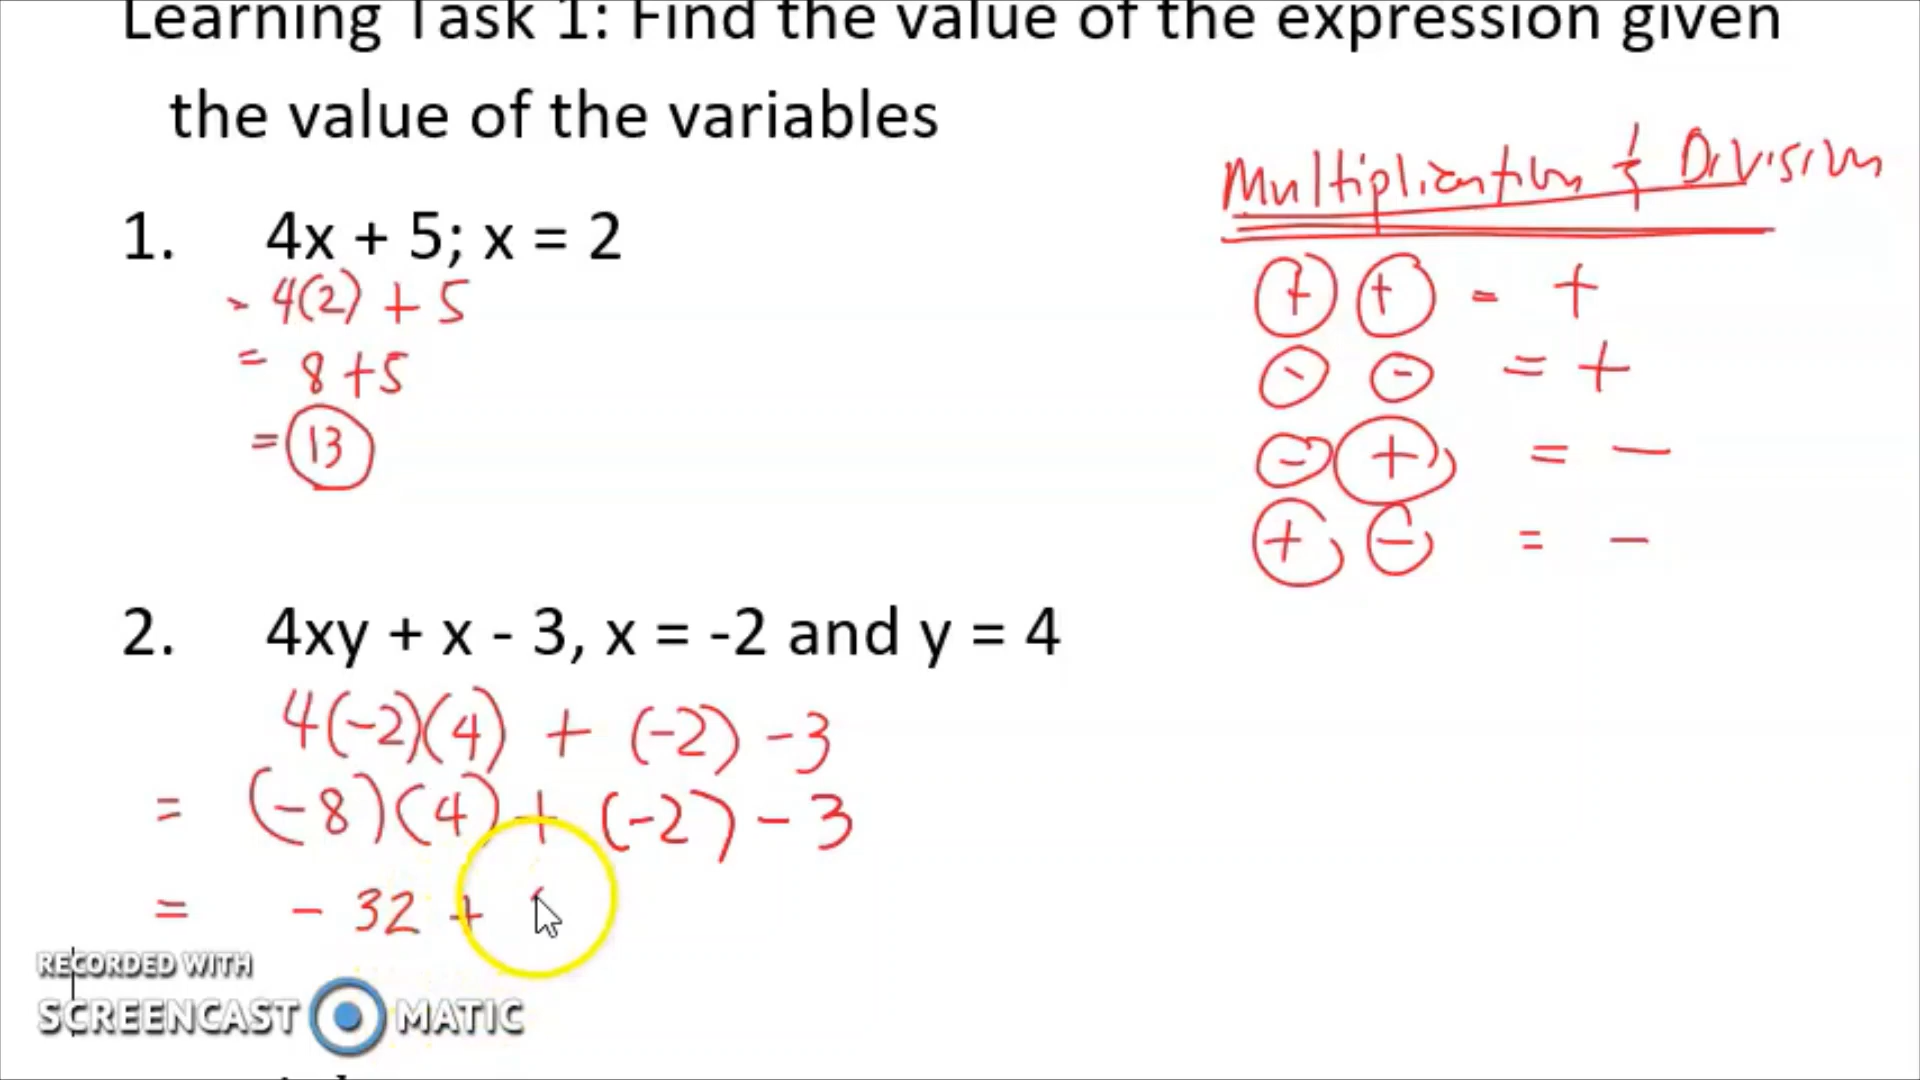 Learning Task 1: Find the value of the expression given
the value of the variables
Multiplication & Division
(+)(+) = +
(-)(-) = +
(-)(+) = -
(+)(-) = -
1. 4x + 5; x = 2
= 4(2) + 5
= 8+5
= 13
2. 4xy + x - 3, x = -2 and y = 4
4(-2)(4) + (-2) -3
= (-8)(4) + (-2) - 3
= - 32 +
RECORDED WITH
SCREENCAST MATIC